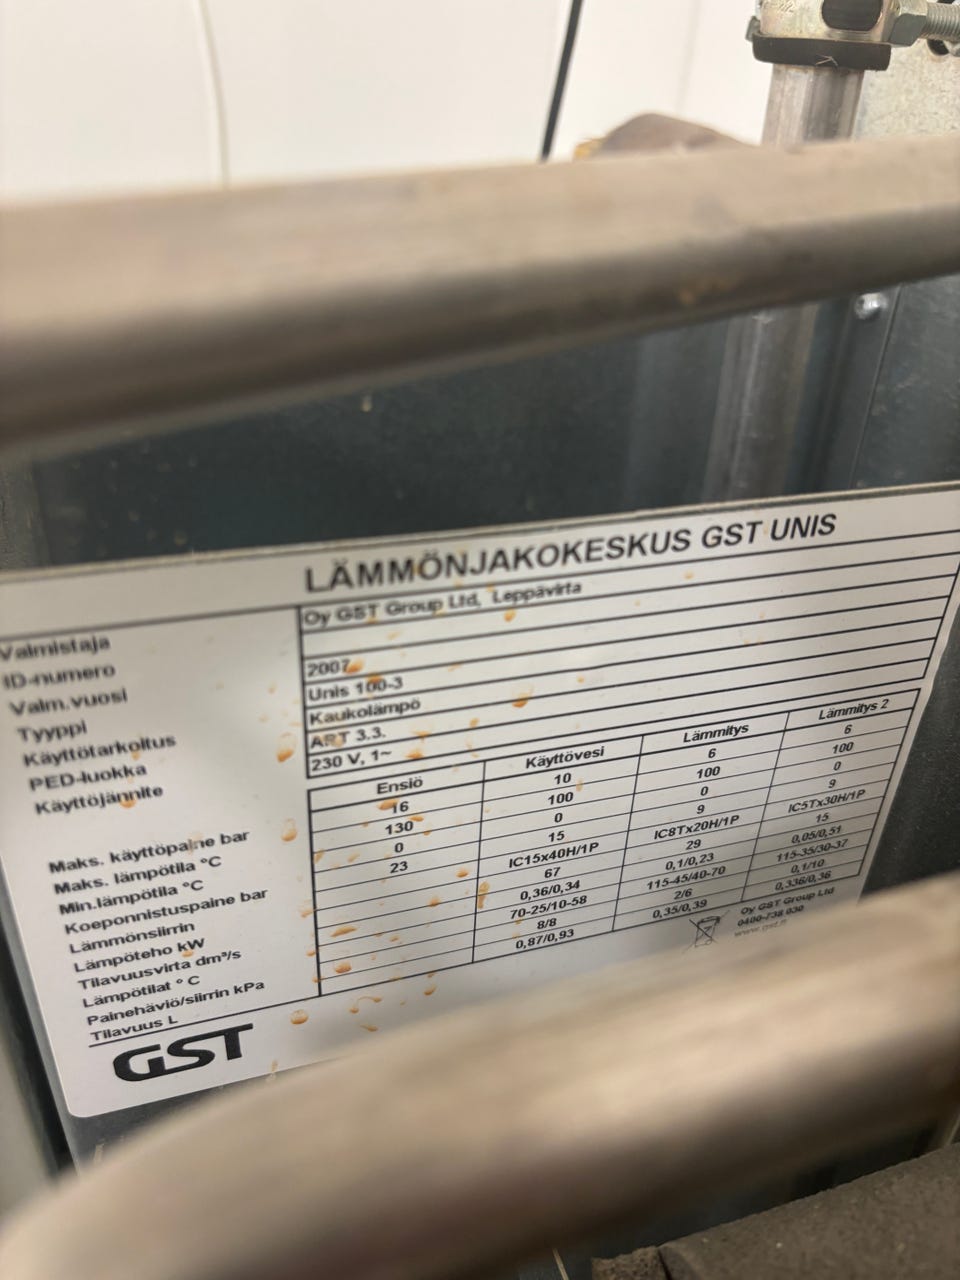 LÄMMÖNJAKOKESKUS GST UNIS
Valmistaja Oy GST Group Ltd, Leppävirta
ID-numero
Valm.vuosi 2007
Tyyppi Unis 100-3
Käyttötarkoitus Kaukolämpö
PED-luokka ART 3.3.
Käyttöjännite 230 V, 1~
Ensiö Käyttövesi Lämmitys Lämmitys 2
Maks. käyttöpaine bar 16 10 6 6
Maks. lämpötila °C 130 100 100 100
Min.lämpötila °C 0 0 0 0
Koeponnistuspaine bar 23 15 9 9
Lämmönsiirrin IC15x40H/1P IC8Tx20H/1P IC5Tx30H/1P
Lämpöteho kW 67 29 15
Tilavuusvirta dm³/s 0,36/0,34 0,1/0,23 0,05/0,51
Lämpötilat °C 70-25/10-58 115-45/40-70 115-35/30-37
Painehäviö/siirrin kPa 8/8 2/6 0,1/10
Tilavuus L 0,87/0,93 0,35/0,39 0,336/0,36
Oy GST Group Ltd
0400-738 030
GST